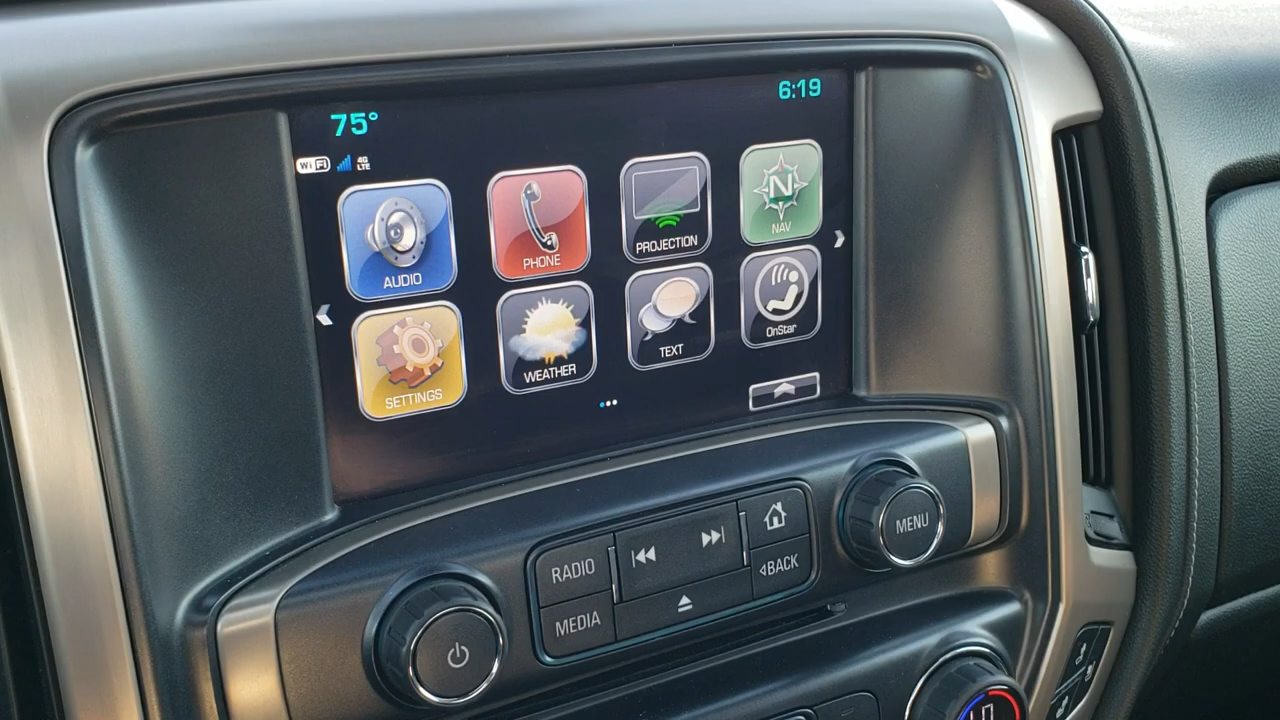 75°
6:19
WiFi
4G
LTE
AUDIO
PHONE
PROJECTION
N
NAV
SETTINGS
WEATHER
TEXT
OnStar
RADIO
MEDIA
BACK
MENU